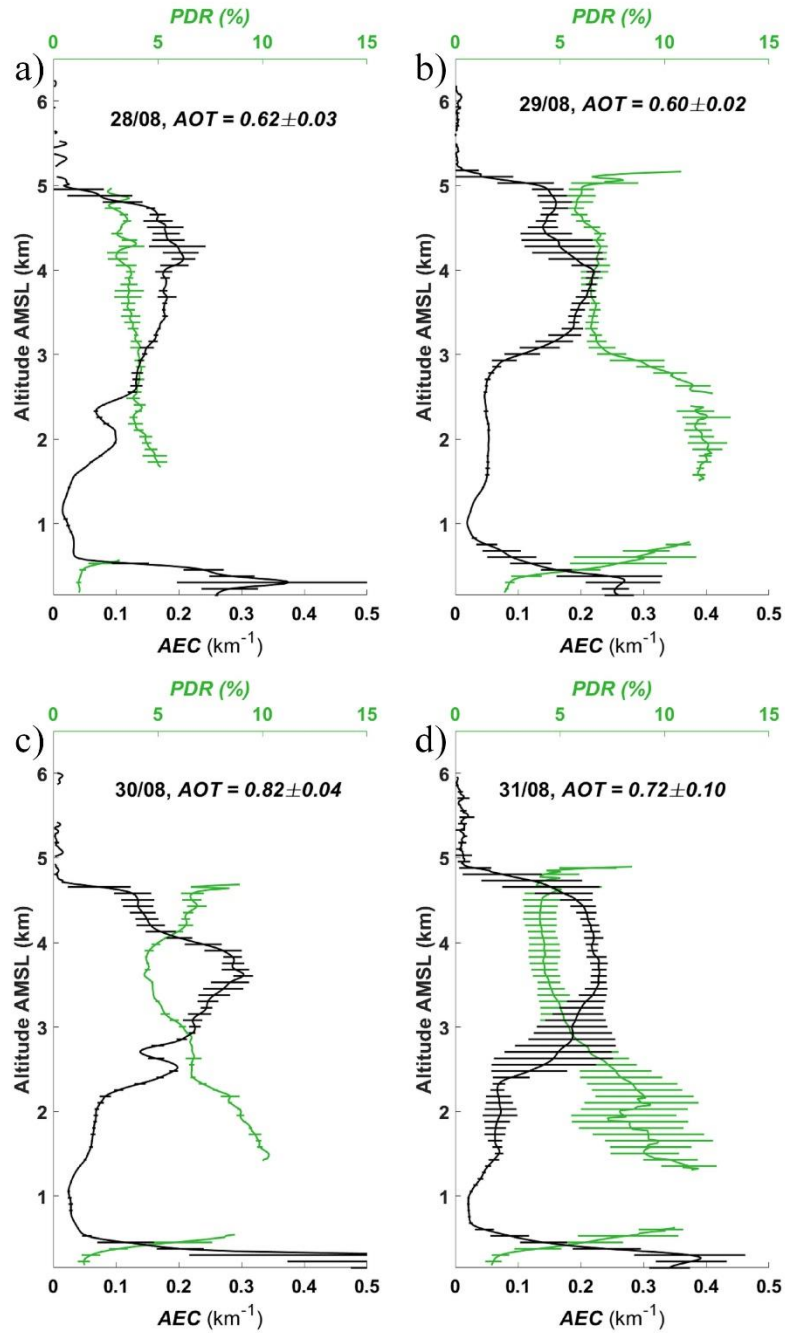 PDR (%) PDR (%)
0 5 10 15 0 5 10 15
a) b)
28/08, AOT = 0.62±0.03 29/08, AOT = 0.60±0.02
Altitude AMSL (km) Altitude AMSL (km)
6 6
5 5
4 4
3 3
2 2
1 1
0 0.1 0.2 0.3 0.4 0.5 0 0.1 0.2 0.3 0.4 0.5
AEC (km-1) AEC (km-1)
PDR (%) PDR (%)
0 5 10 15 0 5 10 15
c) d)
30/08, AOT = 0.82±0.04 31/08, AOT = 0.72±0.10
Altitude AMSL (km) Altitude AMSL (km)
6 6
5 5
4 4
3 3
2 2
1 1
0 0.1 0.2 0.3 0.4 0.5 0 0.1 0.2 0.3 0.4 0.5
AEC (km-1) AEC (km-1)